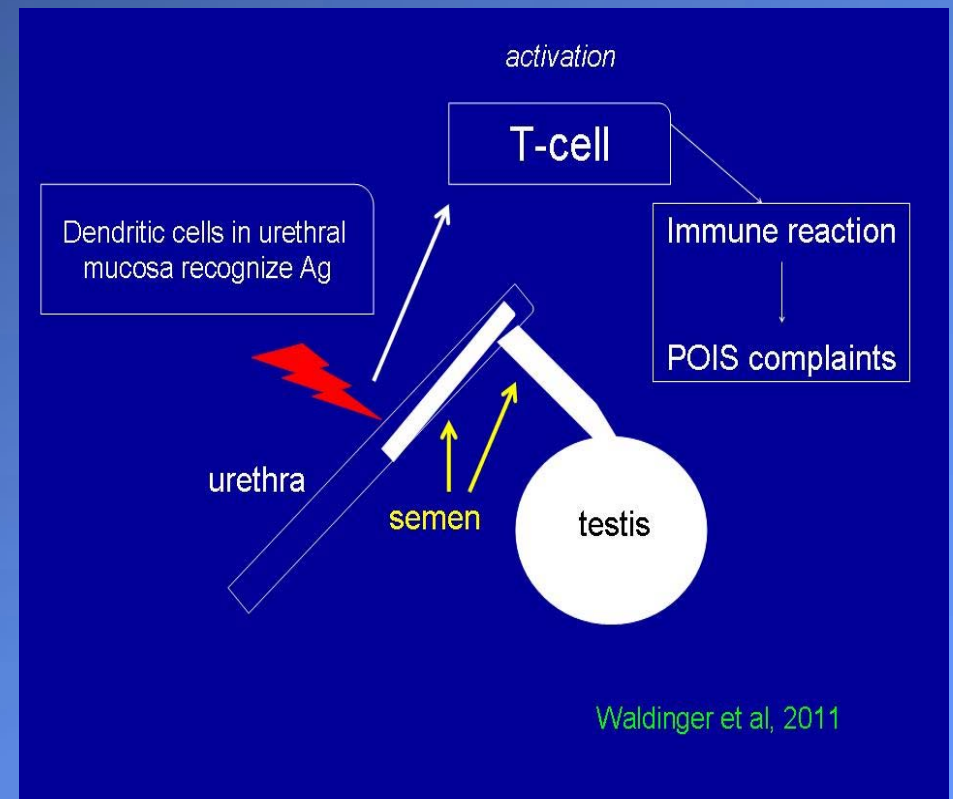 activation
T-cell
Dendritic cells in urethral
mucosa recognize Ag
Immune reaction
POIS complaints
urethra
semen
testis
Waldinger et al, 2011